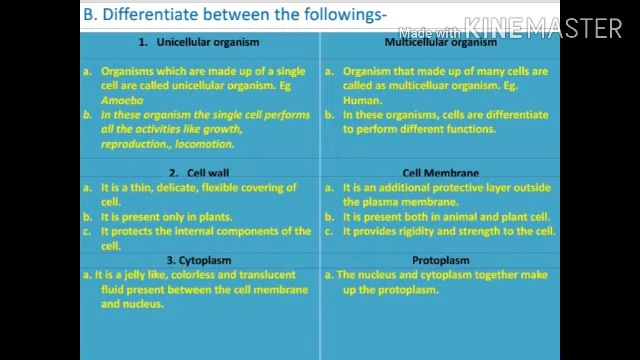 B. Differentiate between the followings-
Made with KINEMASTER
1. Unicellular organism
a. Organisms which are made up of a single
cell are called unicellular organism. Eg
Amoeba
b. In these organism the single cell performs
all the activities like growth,
reproduction., locomotion.
Multicellular organism
a. Organism that made up of many cells are
called as multicelluar organism. Eg.
Human.
b. In these organisms, cells are differentiate
to perform different functions.
2. Cell wall
a. It is a thin, delicate, flexible covering of
cell.
b. It is present only in plants.
c. It protects the internal components of the
cell.
Cell Membrane
a. It is an additional protective layer outside
the plasma membrane.
b. It is present both in animal and plant cell.
c. It provides rigidity and strength to the cell.
3. Cytoplasm
a. It is a jelly like, colorless and translucent
fluid present between the cell membrane
and nucleus.
Protoplasm
a. The nucleus and cytoplasm together make
up the protoplasm.